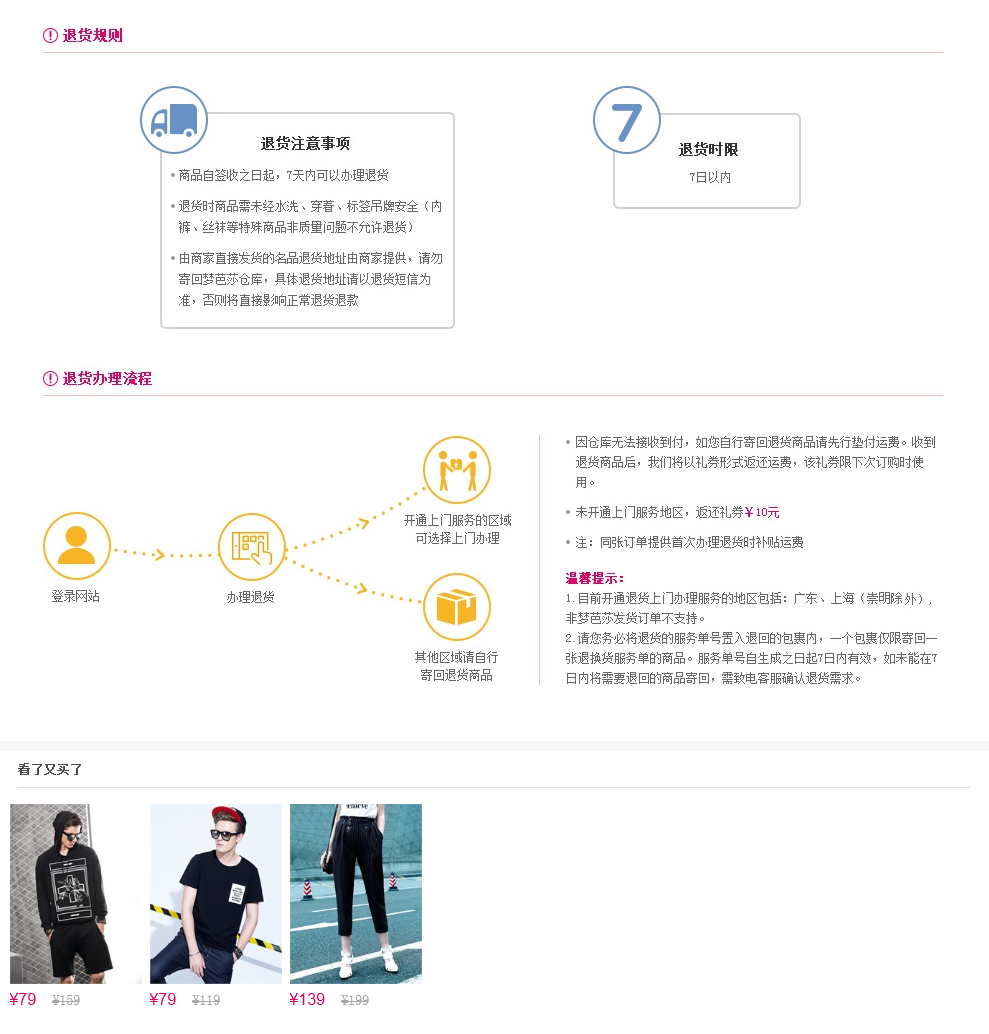 退货规则
7
退货注意事项
商品自签收之日起，7天内可以办理退货
退货时商品需未经水洗、穿着、标签吊牌安全（内
裤、丝袜等特殊商品非质量问题不允许退货）
由商家直接发货的名品退货地址由商家提供，请勿
寄回梦芭莎仓库，具体退货地址请以退货短信为
准，否则将直接影响正常退货退款
退货时限
7日以内
退货办理流程
登录网站
办理退货
开通上门服务的区域
可选择上门办理
其他区域请自行
寄回退货商品
因仓库无法接收到付，如您自行寄回退货商品请先行垫付运费。收到
退货商品后，我们将以礼券形式返还运费，该礼券限下次订购时使
用。
未开通上门服务地区，返还礼券￥10元
注：同张订单提供首次办理退货时补贴运费
温馨提示：
1.目前开通退货上门办理服务的地区包括：广东、上海（崇明除外），
非梦芭莎发货订单不支持。
2.请您务必将退货的服务单号置入退回的包裹内，一个包裹仅限寄回一
张退换货服务单的商品。服务单号自生成之日起7日内有效，如未能在7
日内将需要退回的商品寄回，需致电客服确认退货需求。
看了又买了
¥79 ¥159
¥79 ¥119
¥139 ¥199